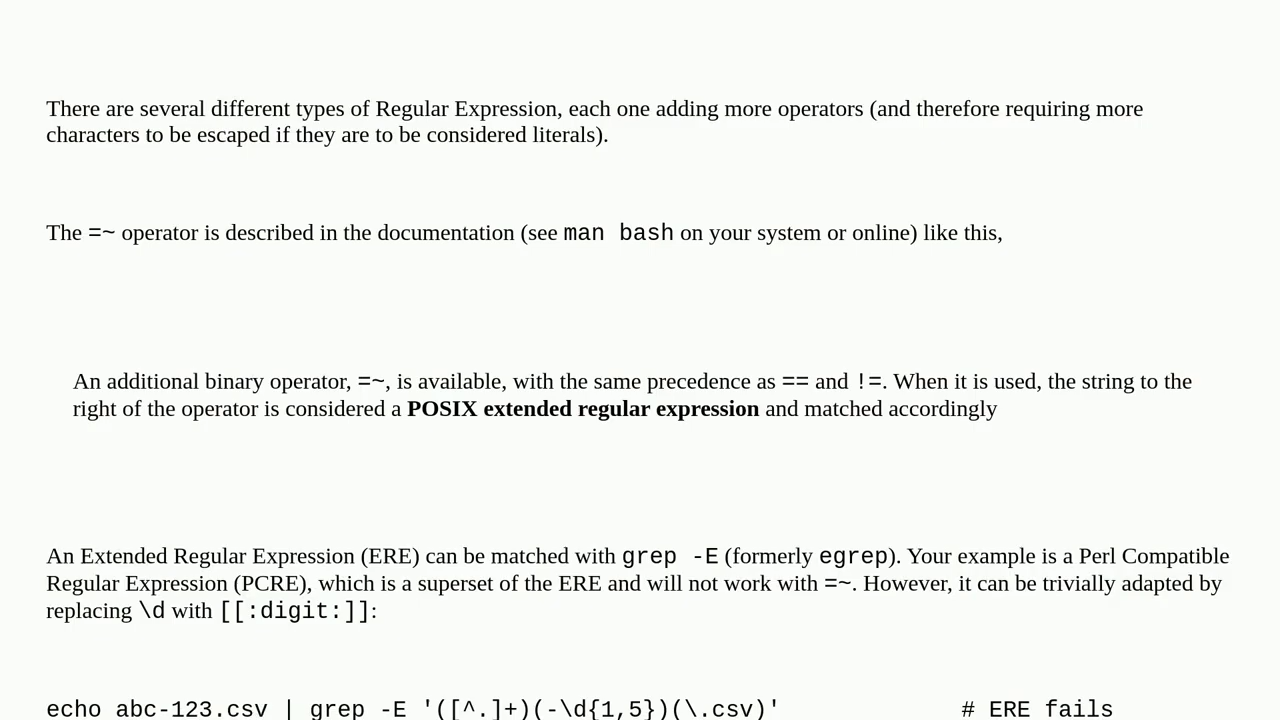 There are several different types of Regular Expression, each one adding more operators (and therefore requiring more
characters to be escaped if they are to be considered literals).
The =~ operator is described in the documentation (see man bash on your system or online) like this,
An additional binary operator, =~, is available, with the same precedence as == and !=. When it is used, the string to the
right of the operator is considered a POSIX extended regular expression and matched accordingly
An Extended Regular Expression (ERE) can be matched with grep -E (formerly egrep). Your example is a Perl Compatible
Regular Expression (PCRE), which is a superset of the ERE and will not work with =~. However, it can be trivially adapted by
replacing \d with [[:digit:]]:
echo abc-123.csv | grep -E '([^.]+)(-\d{1,5})(\.csv)' # ERE fails